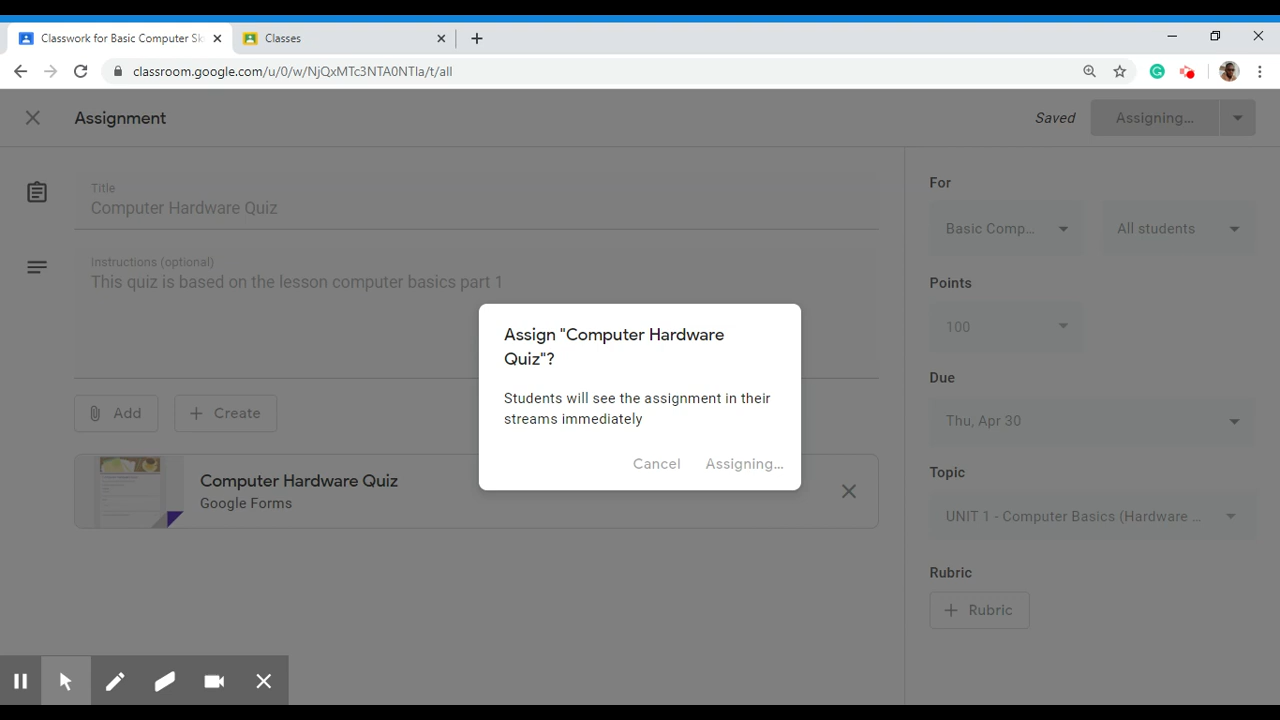 Classwork for Basic Computer Sk
Classes
classroom.google.com/u/0/w/NjQxMTc3NTA0NTIa/t/all
Assignment
Saved
Assigning...
Title
Computer Hardware Quiz
Instructions (optional)
This quiz is based on the lesson computer basics part 1
Add
Create
Computer Hardware Quiz
Google Forms
Assign "Computer Hardware
Quiz"?
Students will see the assignment in their
streams immediately
Cancel
Assigning...
For
Basic Comp...
All students
Points
100
Due
Thu, Apr 30
Topic
UNIT 1 - Computer Basics (Hardware ...
Rubric
Rubric